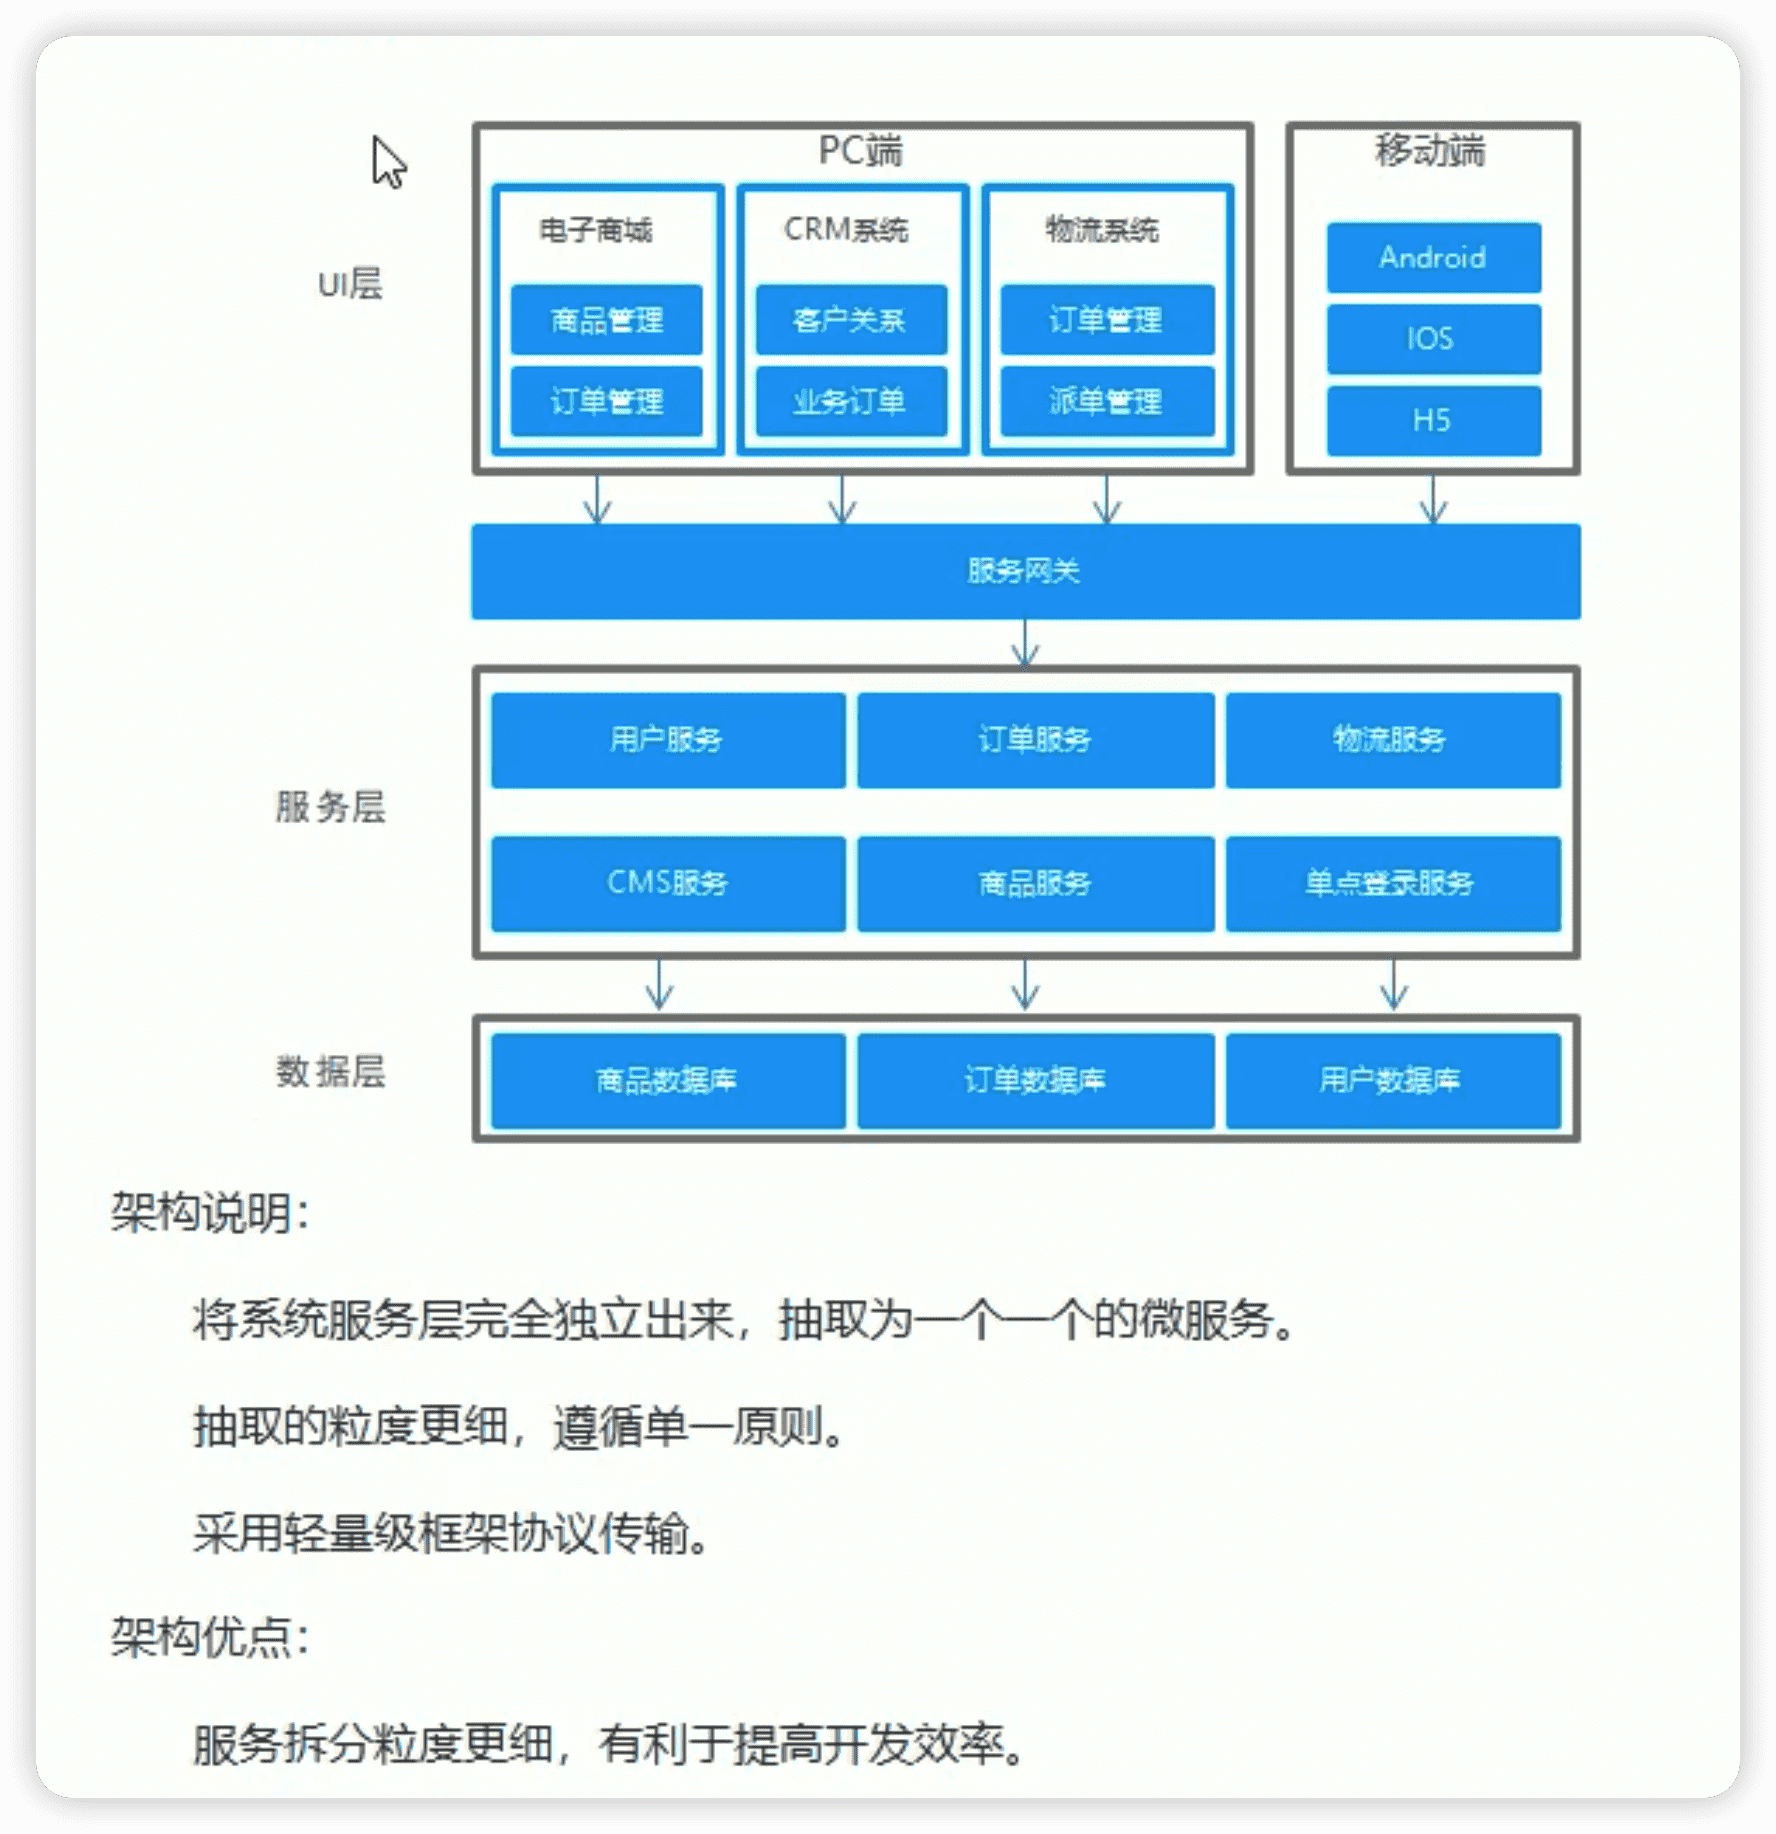 PC端
移动端
UI层
电子商城
CRM系统
物流系统
商品管理
客户关系
订单管理
订单管理
业务订单
派单管理
Android
IOS
H5
服务网关
服务层
用户服务
订单服务
物流服务
CMS服务
商品服务
单点登录服务
数据层
商品数据库
订单数据库
用户数据库
架构说明：
将系统服务层完全独立出来，抽取为一个一个的微服务。
抽取的粒度更细，遵循单一原则。
采用轻量级框架协议传输。
架构优点：
服务拆分粒度更细，有利于提高开发效率。